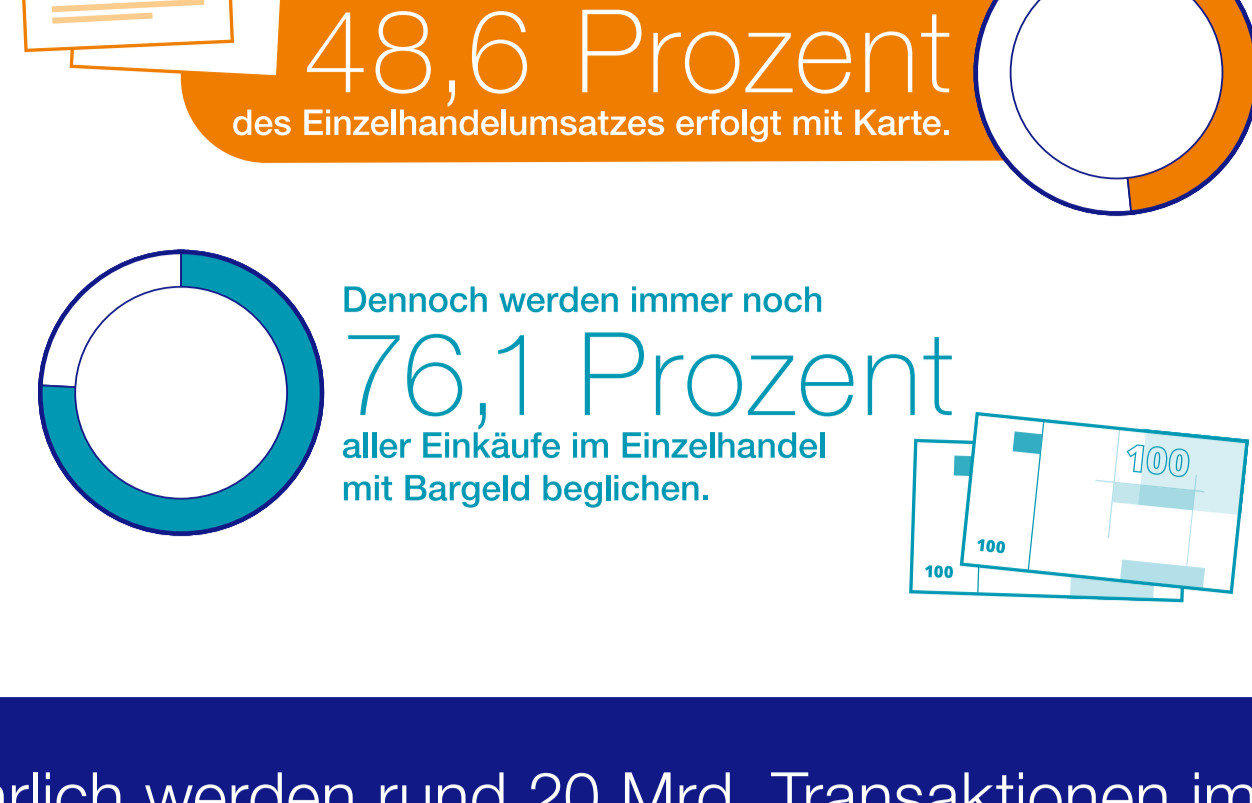 48,6 Prozent
des Einzelhandelumsatzes erfolgt mit Karte.
Dennoch werden immer noch
76,1 Prozent
aller Einkäufe im Einzelhandel
mit Bargeld beglichen.
100
100
100
werden rund 20 Mrd. Transaktionen im